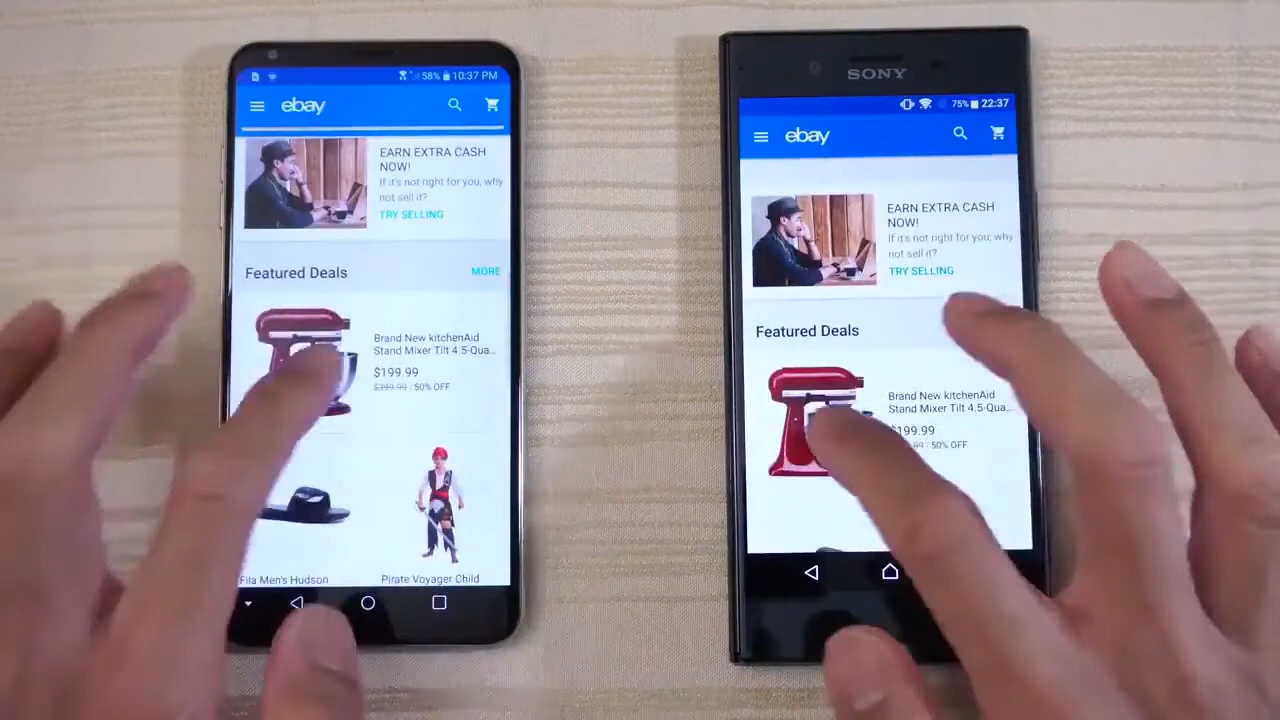 58% 10:37 PM
ebay
EARN EXTRA CASH
NOW!
If it's not right for you, why
not sell it?
TRY SELLING
Featured Deals
MORE
Brand New kitchenAid
Stand Mixer Tilt 4.5-Qua...
$199.99
$399.99 | 50% OFF
Fila Men's Hudson
Pirate Voyager Child
SONY
75% 22:37
ebay
EARN EXTRA CASH
NOW!
If it's not right for you, why
not sell it?
TRY SELLING
Featured Deals
Brand New kitchenAid
Stand Mixer Tilt 4.5-Qua...
$199.99
50% OFF